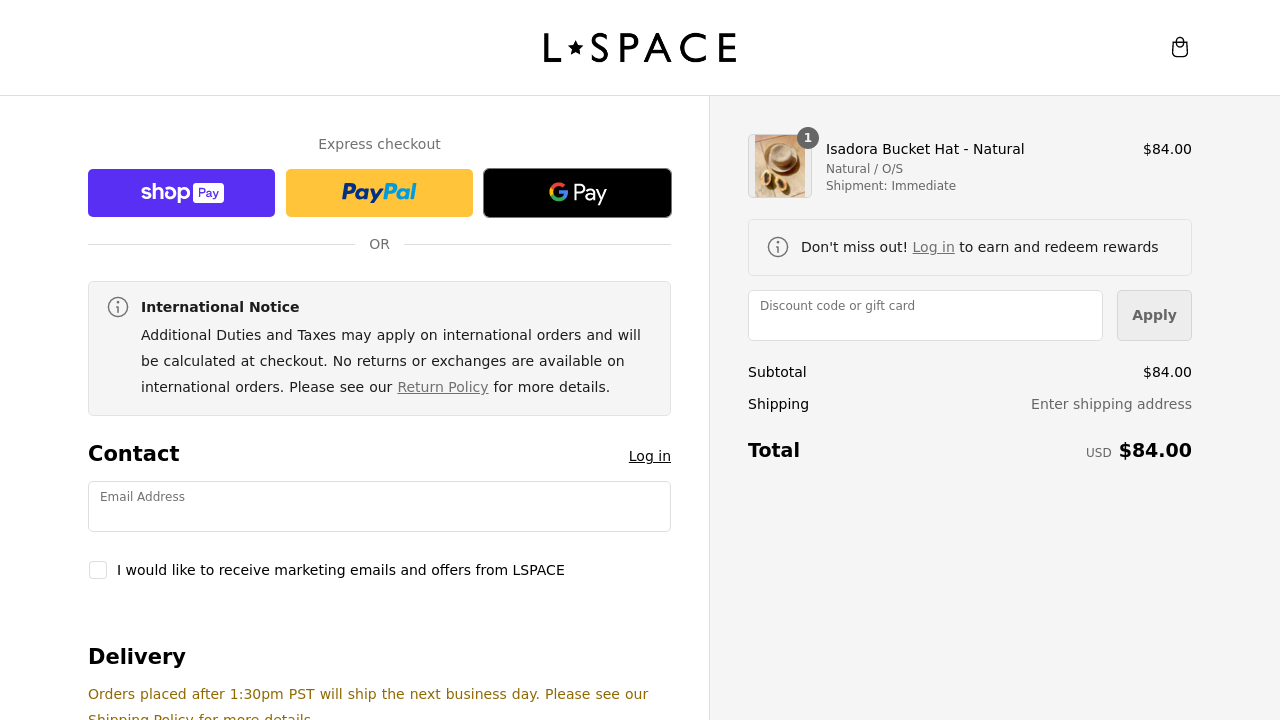 L★SPACE
Express checkout
shop Pay
PayPal
G Pay
OR
International Notice
Additional Duties and Taxes may apply on international orders and will
be calculated at checkout. No returns or exchanges are available on
international orders. Please see our Return Policy for more details.
Contact
Log in
Email Address
I would like to receive marketing emails and offers from LSPACE
Delivery
Orders placed after 1:30pm PST will ship the next business day. Please see our
Shipping Policy for more details.
1
Isadora Bucket Hat - Natural
$84.00
Natural / O/S
Shipment: Immediate
Don't miss out! Log in to earn and redeem rewards
Discount code or gift card
Apply
Subtotal
$84.00
Shipping
Enter shipping address
Total
USD $84.00